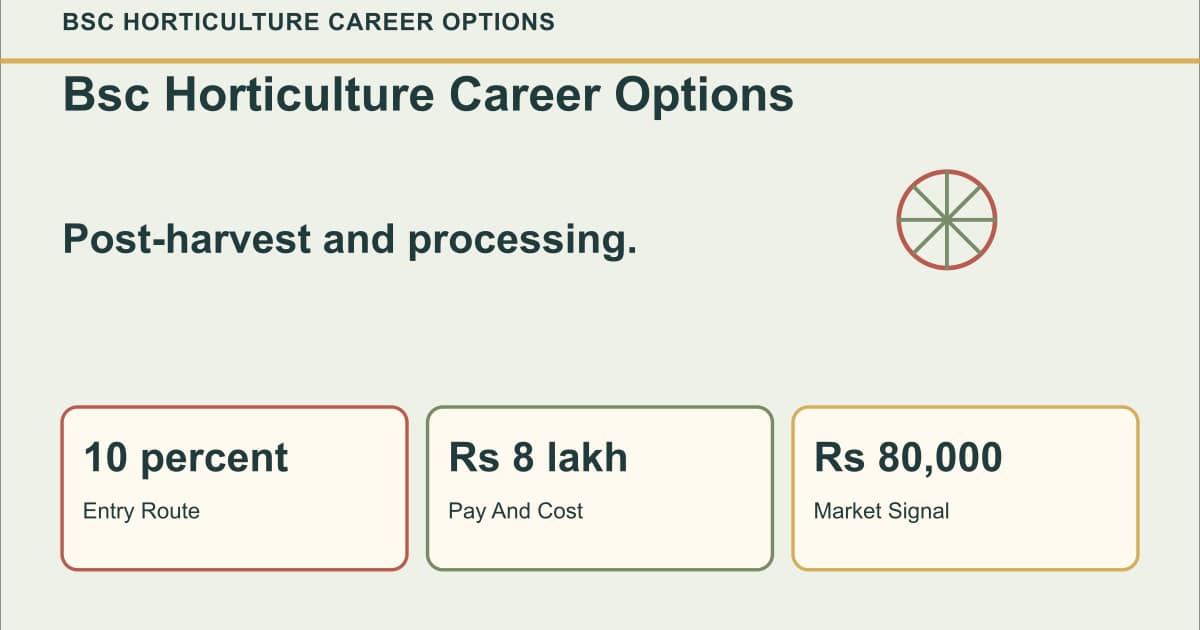 BSC HORTICULTURE CAREER OPTIONS
Bsc Horticulture Career Options
Post-harvest and processing.
10 percent
Entry Route
Rs 8 lakh
Pay And Cost
Rs 80,000
Market Signal